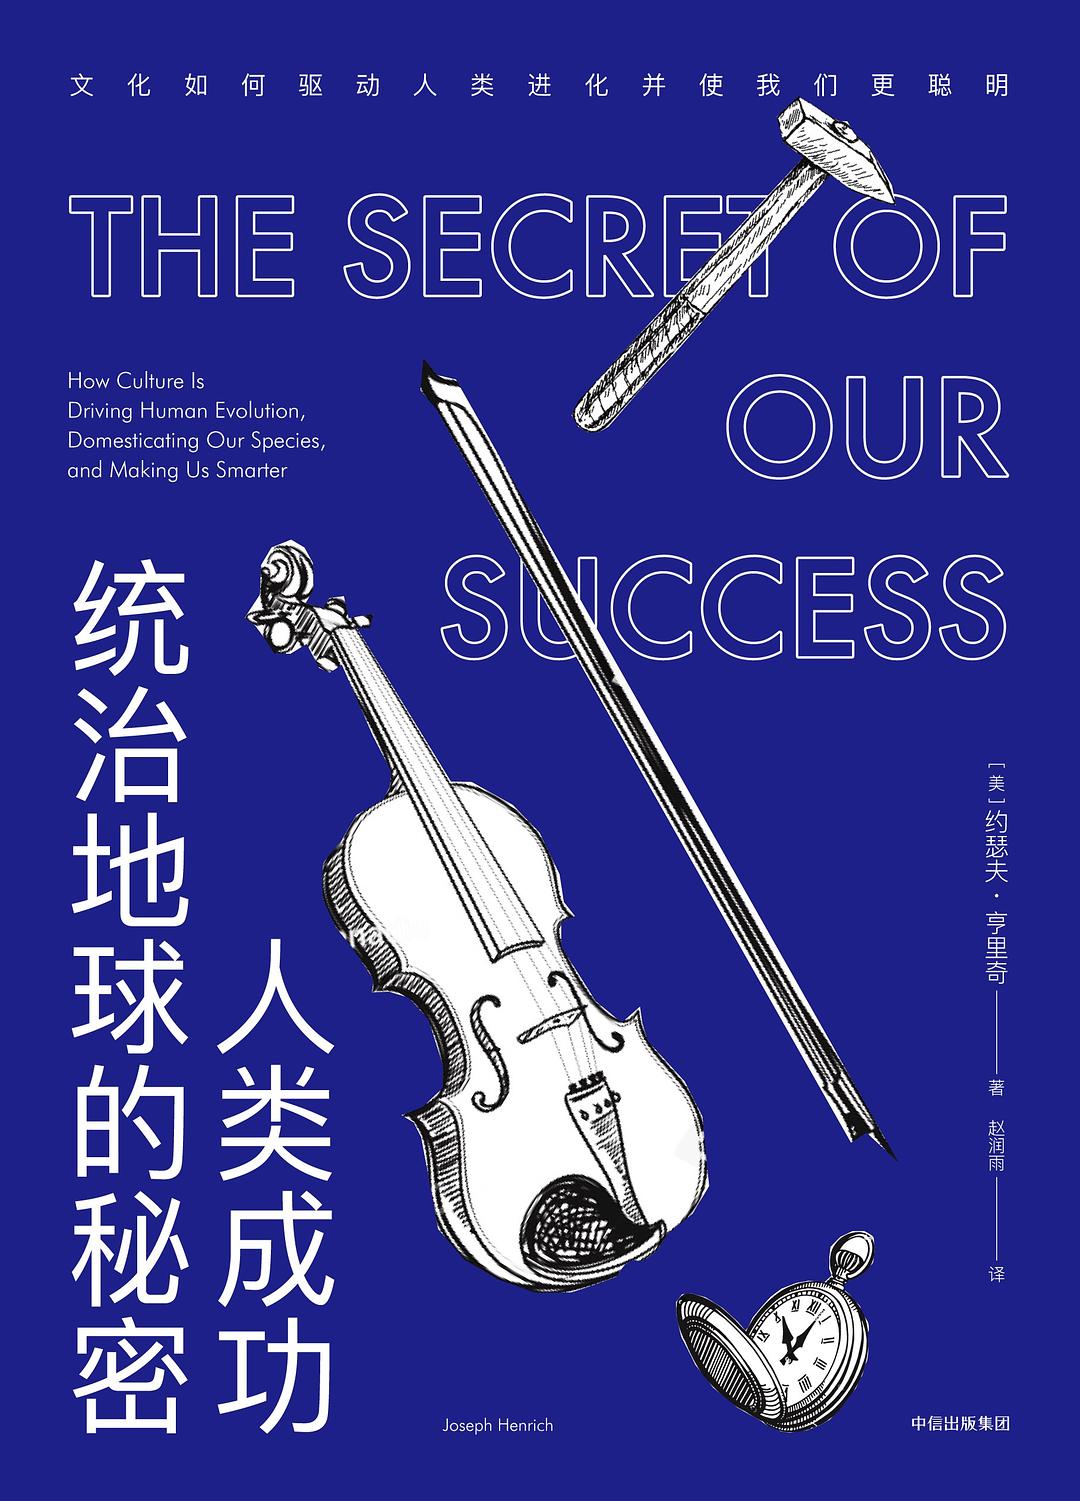 文化如何驱动人类进化并使我们更聪明
THE SECRET OF
OUR
SUCCESS
How Culture Is
Driving Human Evolution,
Domesticating Our Species,
and Making Us Smarter
人类成功
统治地球的秘密
［美］约瑟夫·亨里奇——著
赵润雨——译
Joseph Henrich
中信出版集团